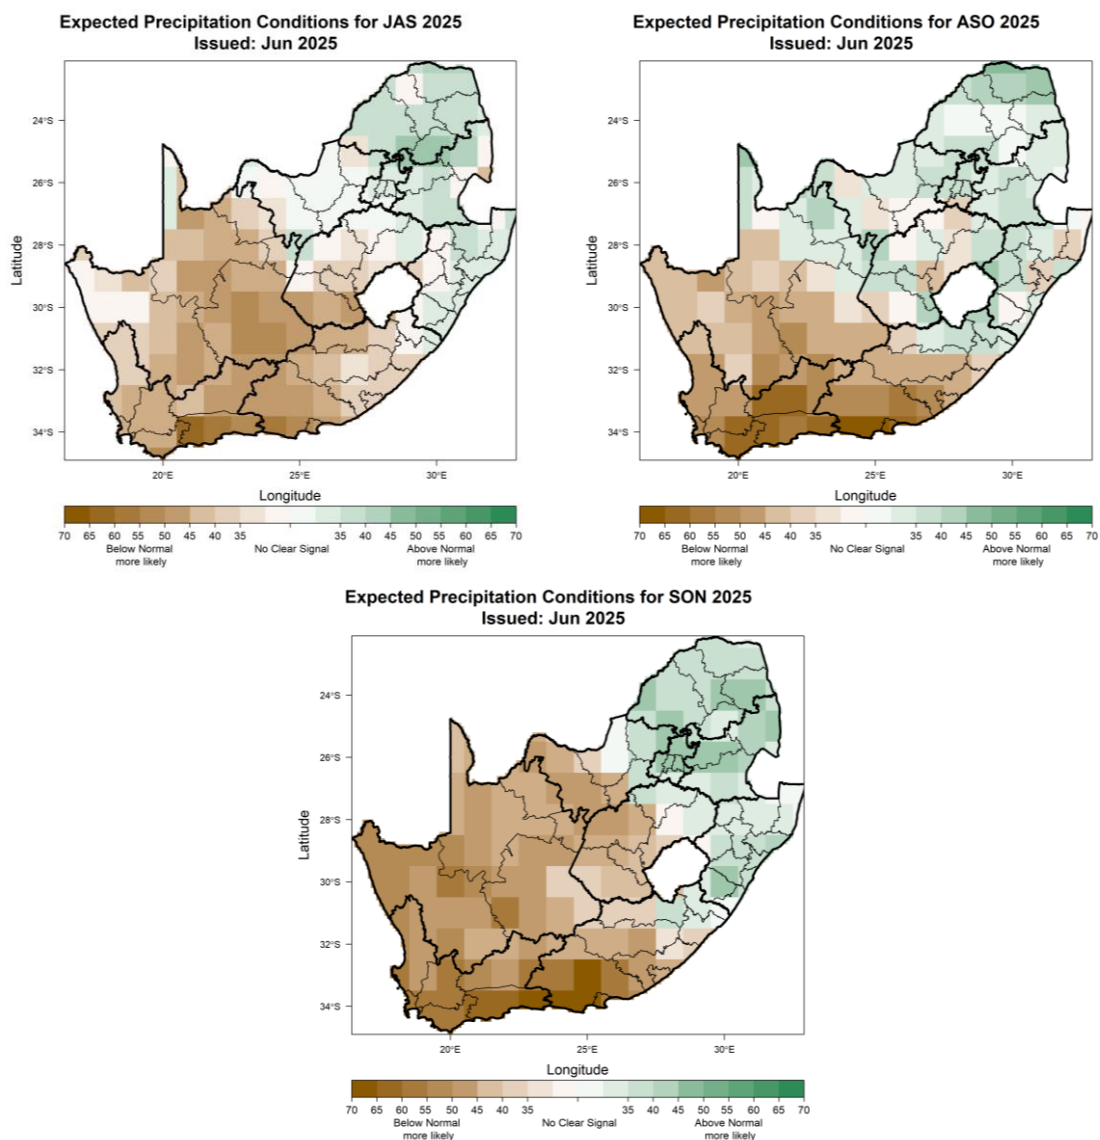 Expected Precipitation Conditions for JAS 2025
Issued: Jun 2025
Latitude
24°S
26°S
28°S
30°S
32°S
34°S
20°E 25°E 30°E
Longitude
70 65 60 55 50 45 40 35 35 40 45 50 55 60 65 70
Below Normal No Clear Signal Above Normal
more likely more likely
Expected Precipitation Conditions for ASO 2025
Issued: Jun 2025
Latitude
24°S
26°S
28°S
30°S
32°S
34°S
20°E 25°E 30°E
Longitude
70 65 60 55 50 45 40 35 35 40 45 50 55 60 65 70
Below Normal No Clear Signal Above Normal
more likely more likely
Expected Precipitation Conditions for SON 2025
Issued: Jun 2025
Latitude
24°S
26°S
28°S
30°S
32°S
34°S
20°E 25°E 30°E
Longitude
70 65 60 55 50 45 40 35 35 40 45 50 55 60 65 70
Below Normal No Clear Signal Above Normal
more likely more likely